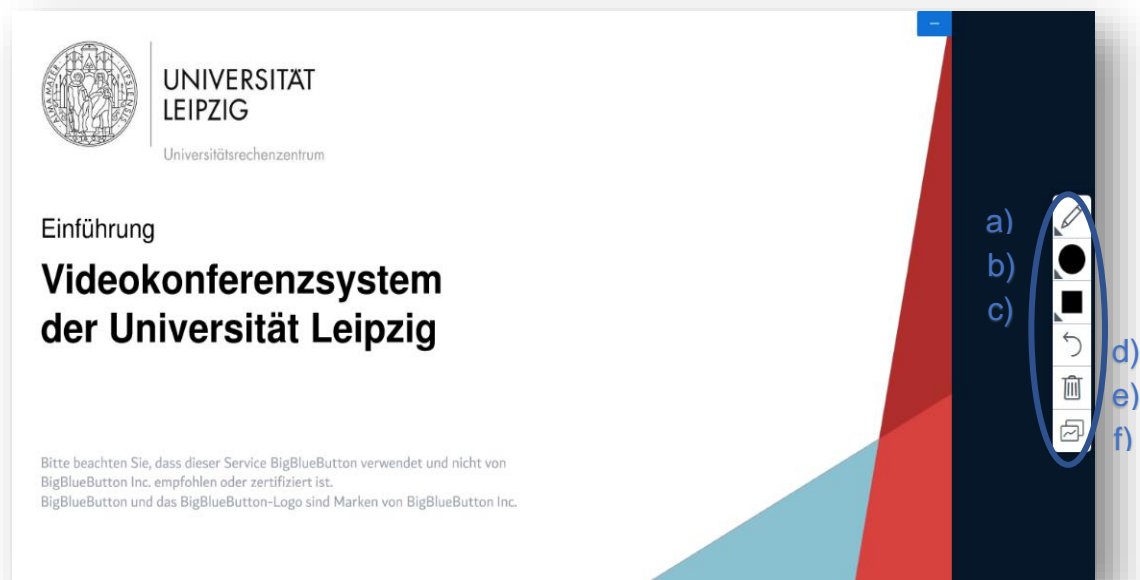 UNIVERSITÄT
LEIPZIG
Universitätsrechenzentrum
Einführung
Videokonferenzsystem
der Universität Leipzig
Bitte beachten Sie, dass dieser Service BigBlueButton verwendet und nicht von
BigBlueButton Inc. empfohlen oder zertifiziert ist.
BigBlueButton und das BigBlueButton-Logo sind Marken von BigBlueButton Inc.
a)
b)
c)
d)
e)
f)